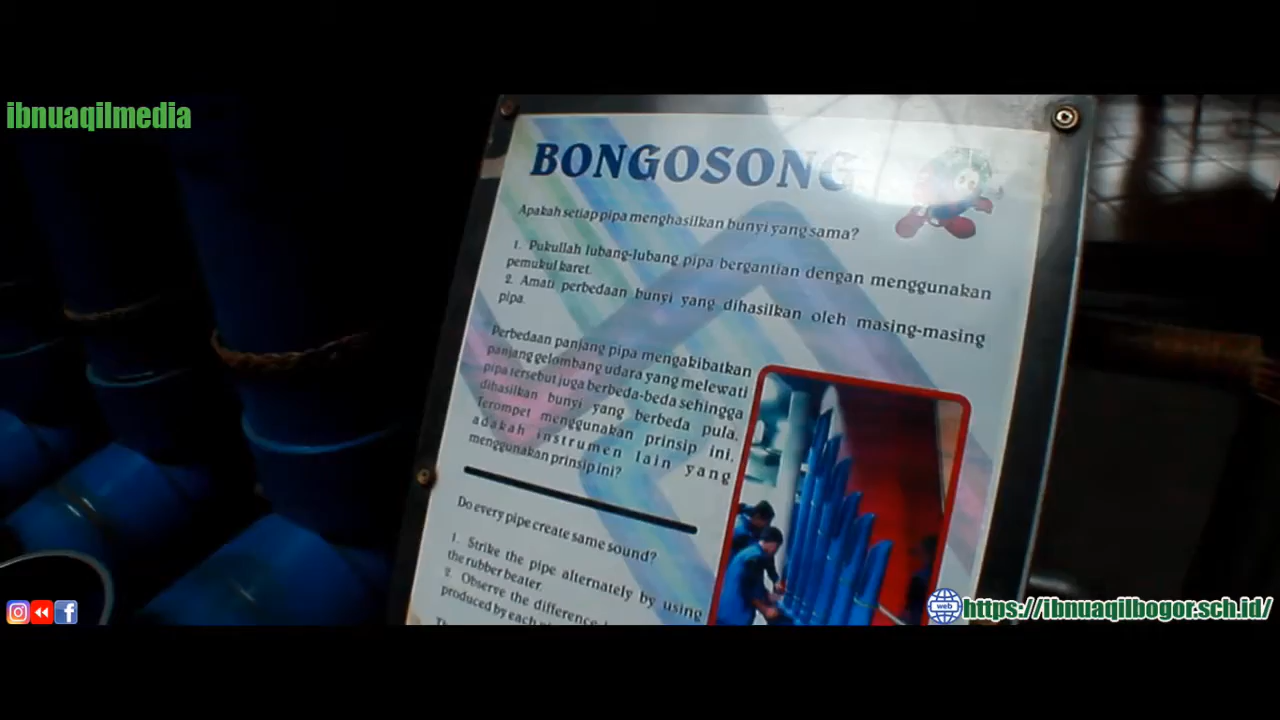 ibnuaqilmedia
BONGOSONG
Apakah setiap pipa menghasilkan bunyi yang sama?
1. Pukullah lubang-lubang pipa bergantian dengan menggunakan
pemukul karet.
2. Amati perbedaan bunyi yang dihasilkan oleh masing-masing
pipa.
Perbedaan panjang pipa mengakibatkan
panjang gelombang udara yang melewati
pipa tersebut juga berbeda-beda sehingga
dihasilkan bunyi yang berbeda pula.
Terompet menggunakan prinsip ini,
adakah instrumen lain yang
menggunakan prinsip ini?
Do every pipe create same sound?
1. Strike the pipe alternately by using
the rubber beater.
2. Observe the difference
produced by each
web
https://ibnuaqilbogor.sch.id/